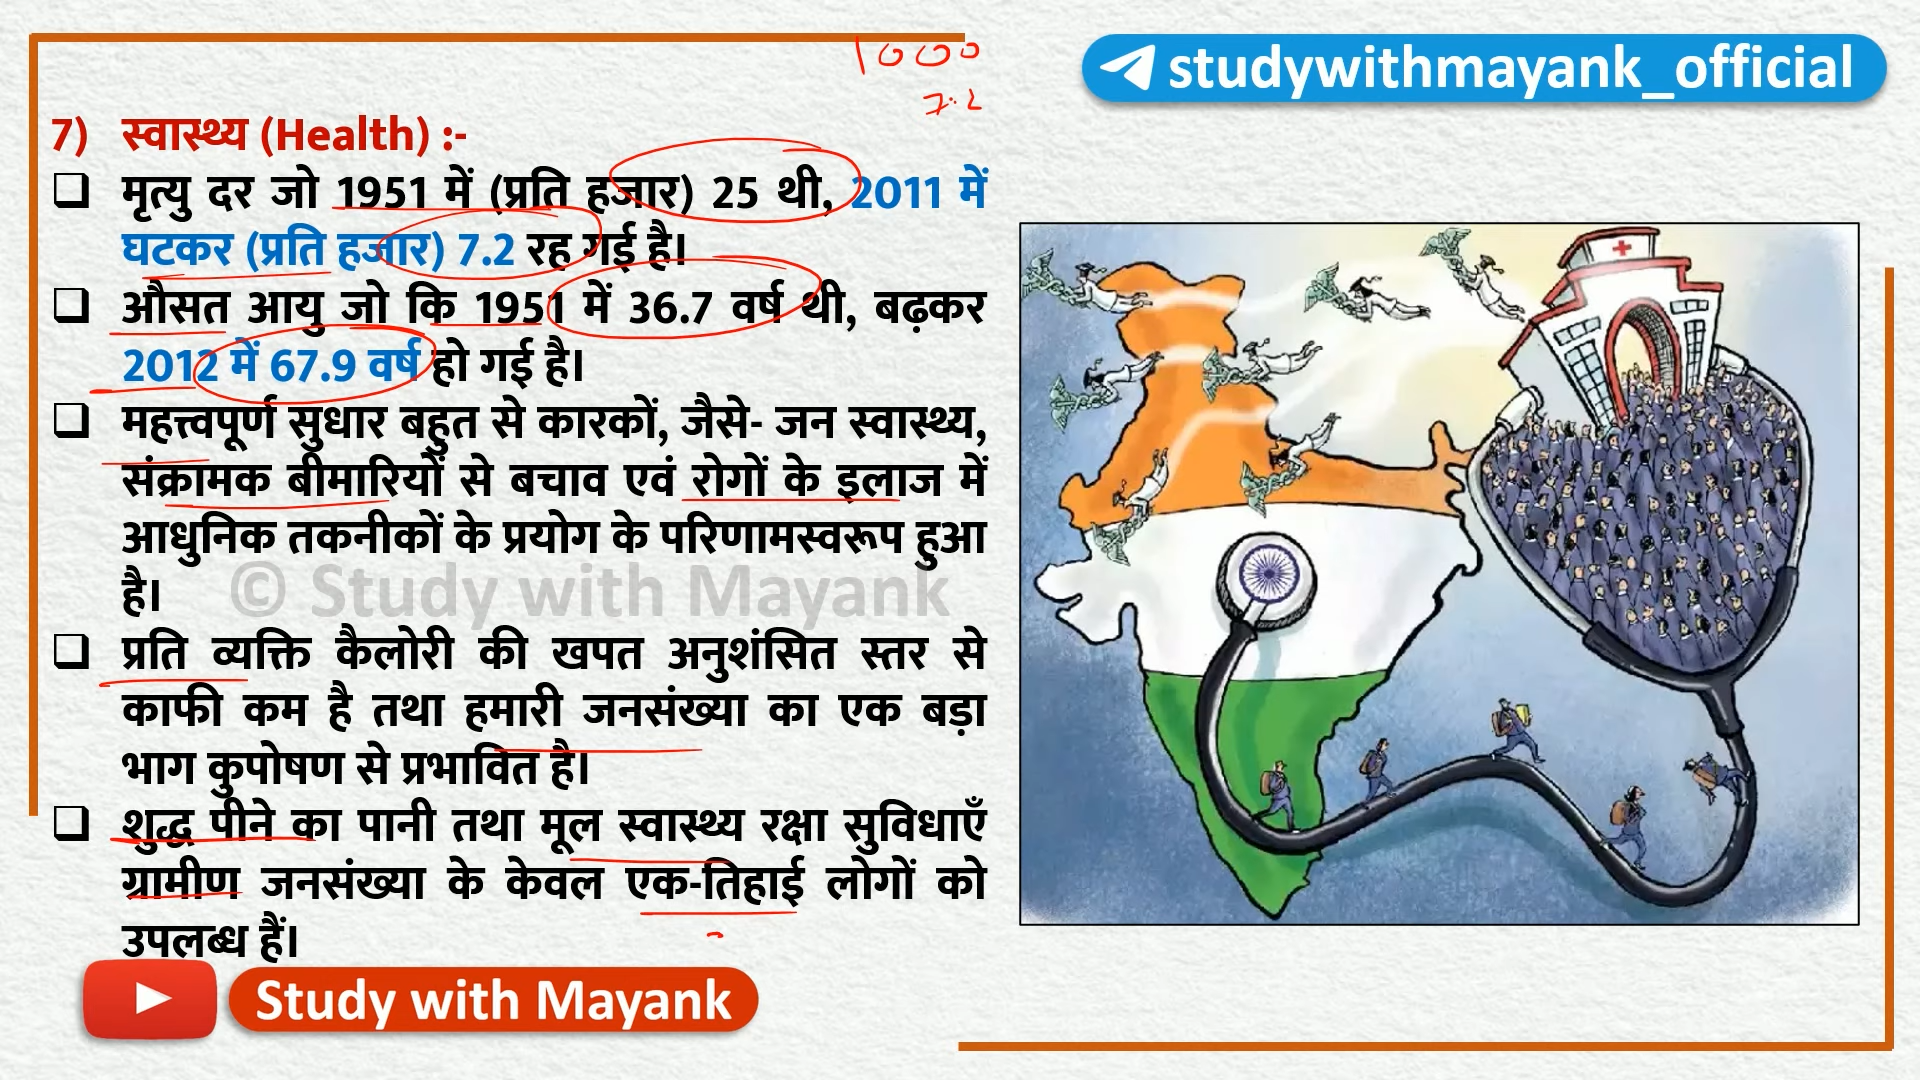 1000
7.2
studywithmayank_official
7) स्वास्थ्य (Health) :-
❑ मृत्यु दर जो 1951 में (प्रति हजार) 25 थी, 2011 में
घटकर (प्रति हजार) 7.2 रह गई है।
❑ औसत आयु जो कि 1951 में 36.7 वर्ष थी, बढ़कर
2012 में 67.9 वर्ष हो गई है।
❑ महत्त्वपूर्ण सुधार बहुत से कारकों, जैसे- जन स्वास्थ्य,
संक्रामक बीमारियों से बचाव एवं रोगों के इलाज में
आधुनिक तकनीकों के प्रयोग के परिणामस्वरूप हुआ
है।
© Study with Mayank
❑ प्रति व्यक्ति कैलोरी की खपत अनुशंसित स्तर से
काफी कम है तथा हमारी जनसंख्या का एक बड़ा
भाग कुपोषण से प्रभावित है।
❑ शुद्ध पीने का पानी तथा मूल स्वास्थ्य रक्षा सुविधाएँ
ग्रामीण जनसंख्या के केवल एक-तिहाई लोगों को
उपलब्ध हैं।
Study with Mayank